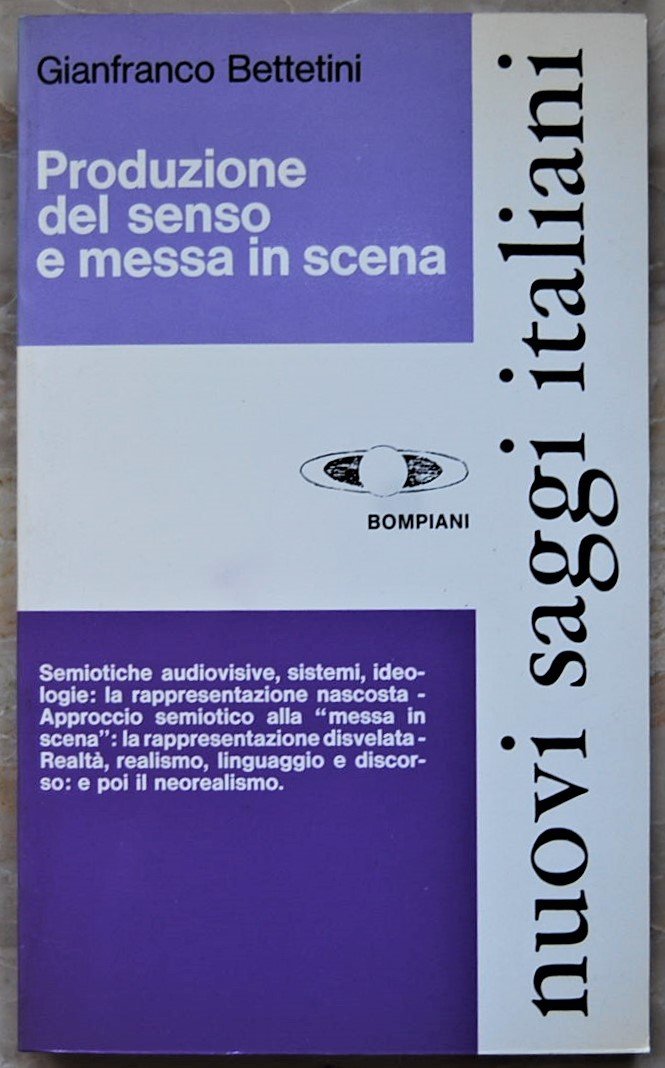 Gianfranco Bettetini
Produzione
del senso
e messa in scena
BOMPIANI
Semiotiche audiovisive, sistemi, ideo-
logie: la rappresentazione nascosta -
Approccio semiotico alla “messa in
scena”: la rappresentazione disvelata -
Realtà, realismo, linguaggio e discor-
so: e poi il neorealismo.
nuovi saggi italiani